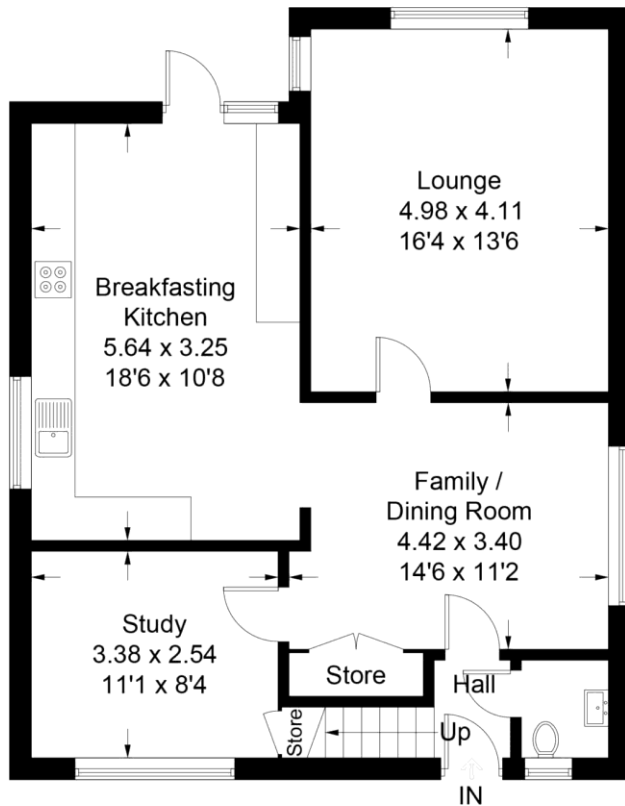 Lounge
4.98 x 4.11
16'4 x 13'6
Breakfasting
Kitchen
5.64 x 3.25
18'6 x 10'8
Family /
Dining Room
4.42 x 3.40
14'6 x 11'2
Study
3.38 x 2.54
11'1 x 8'4
Store
Hall
Store
Up
IN